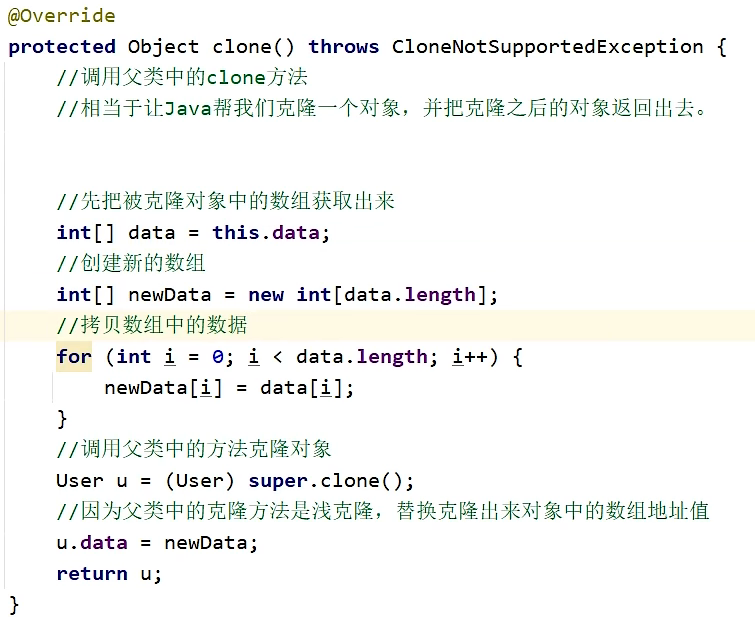 @Override
protected Object clone() throws CloneNotSupportedException {
//调用父类中的clone方法
//相当于让Java帮我们克隆一个对象，并把克隆之后的对象返回出去。
//先把被克隆对象中的数组获取出来
int[] data = this.data;
//创建新的数组
int[] newData = new int[data.length];
//拷贝数组中的数据
for (int i = 0; i < data.length; i++) {
newData[i] = data[i];
}
//调用父类中的方法克隆对象
User u = (User) super.clone();
//因为父类中的克隆方法是浅克隆，替换克隆出来对象中的数组地址值
u.data = newData;
return u;
}